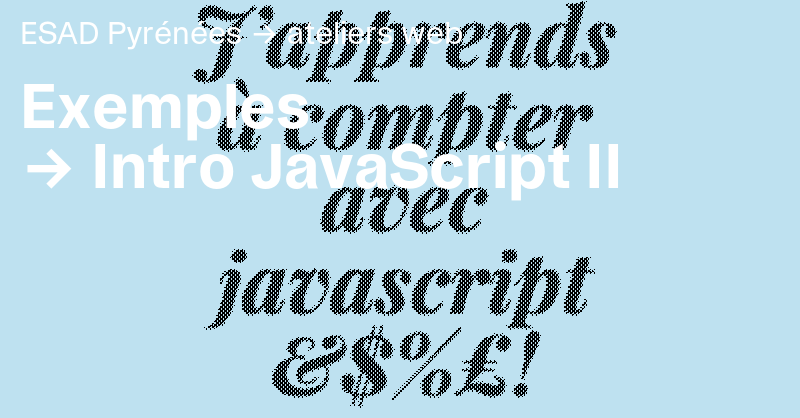 ESAD Pyrénées → ateliers web
Exemples
→ Intro JavaScript II
J'apprends
à compter
avec
javascript
&$%£!